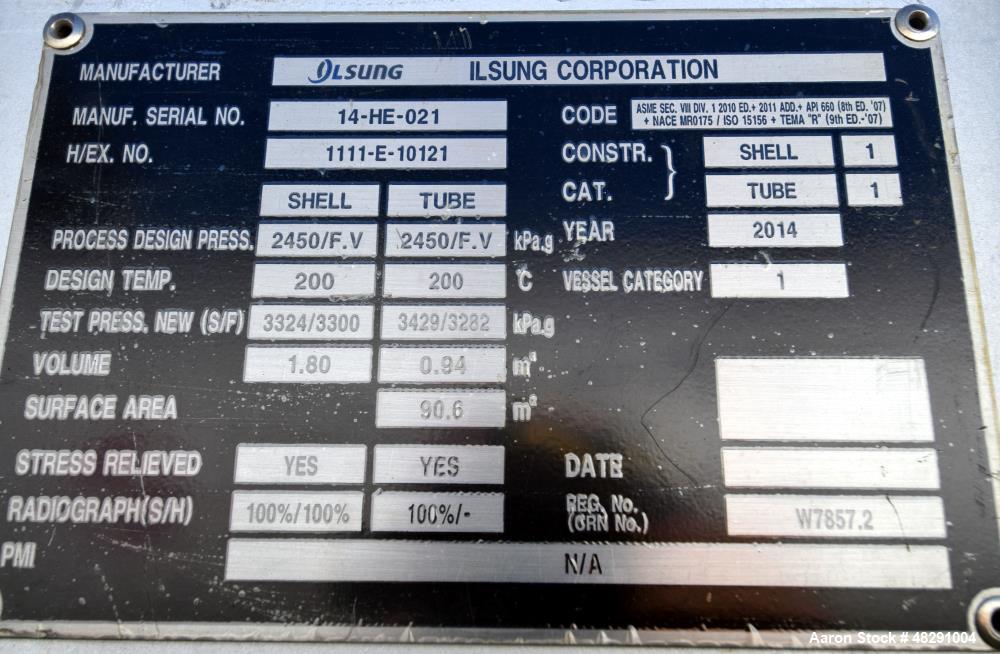 MANUFACTURER ILSUNG ILSUNG CORPORATION
MANUF. SERIAL NO. 14-HE-021
CODE ASME SEC. VIII DIV. 1 2010 ED.+ 2011 ADD.+ API 660 (8th ED. '07)
+ NACE MR0175 / ISO 15156 + TEMA "R" (9th ED.-'07)
H/EX. NO. 1111-E-10121
CONSTR. } SHELL 1
CAT. TUBE 1
SHELL TUBE
PROCESS DESIGN PRESS. 2450/F.V 2450/F.V kPa,g
YEAR 2014
DESIGN TEMP. 200 200 ℃
VESSEL CATEGORY 1
TEST PRESS. NEW (S/F) 3324/3300 3429/3282 kPa,g
VOLUME 1.80 0.94 m³
SURFACE AREA 90.6 m²
STRESS RELIEVED YES YES
DATE
RADIOGRAPH(S/H) 100%/100% 100%/-
REG. No.
(CRN No.) W7857.2
PMI N/A
Aaron Stock # 48291004